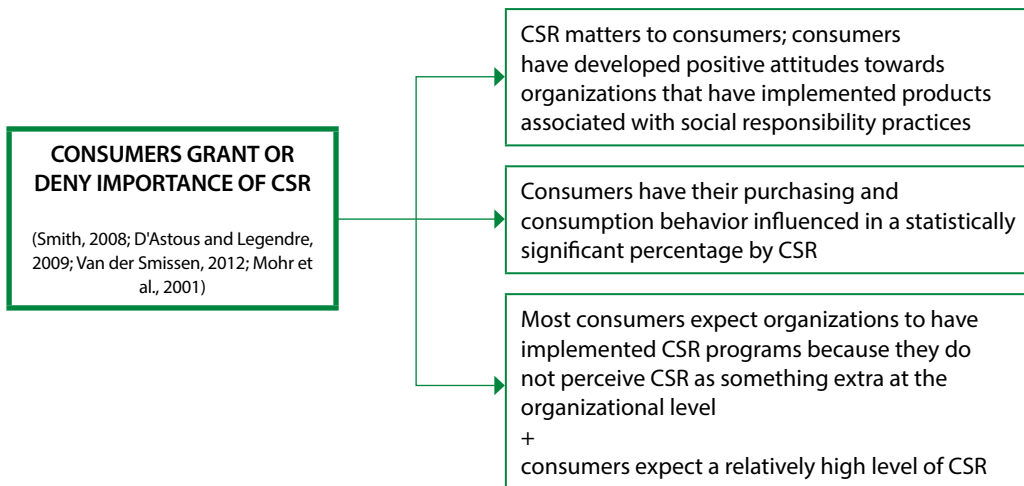 CONSUMERS GRANT OR
DENY IMPORTANCE OF CSR
(Smith, 2008; D'Astous and Legendre,
2009; Van der Smissen, 2012; Mohr et
al., 2001)
CSR matters to consumers; consumers
have developed positive attitudes towards
organizations that have implemented products
associated with social responsibility practices
Consumers have their purchasing and
consumption behavior influenced in a statistically
significant percentage by CSR
Most consumers expect organizations to have
implemented CSR programs because they do
not perceive CSR as something extra at the
organizational level
+
consumers expect a relatively high level of CSR